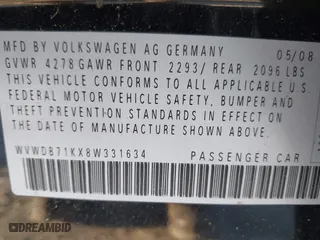 MFD BY VOLKSWAGEN AG GERMANY 05/08
GVWR 4278 GAWR FRONT 2293/ REAR 2096 LBS
THIS VEHICLE CONFORMS TO ALL APPLICABLE U.S
FEDERAL MOTOR VEHICLE SAFETY, BUMPER AND
THEFT PREVENTION STANDARDS IN EFFECT ON
THE DATE OF MANUFACTURE SHOWN ABOVE
WVWDB71KX8W331634 PASSENGER CAR